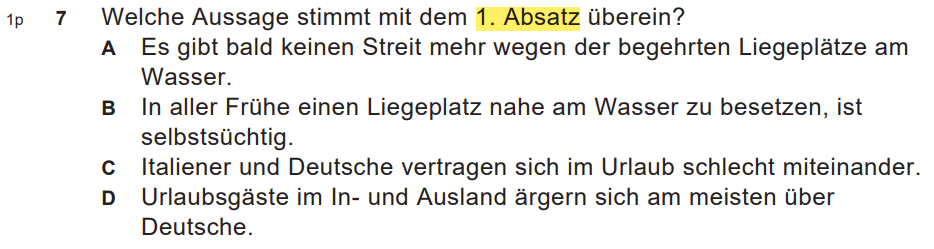 1p 7 Welche Aussage stimmt mit dem 1. Absatz überein?
A Es gibt bald keinen Streit mehr wegen der begehrten Liegeplätze am
Wasser.
B In aller Frühe einen Liegeplatz nahe am Wasser zu besetzen, ist
selbstsüchtig.
C Italiener und Deutsche vertragen sich im Urlaub schlecht miteinander.
D Urlaubsgäste im In- und Ausland ärgern sich am meisten über
Deutsche.